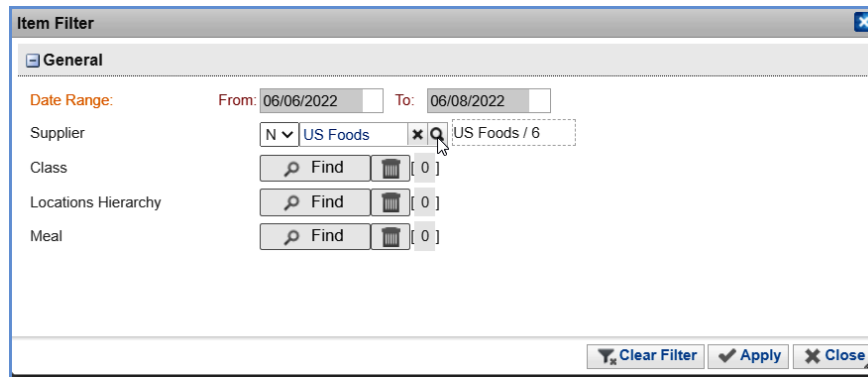 Item Filter
General
Date Range: From: 06/06/2022 To: 06/08/2022
Supplier N US Foods US Foods / 6
Class Find [ 0 ]
Locations Hierarchy Find [ 0 ]
Meal Find [ 0 ]
Clear Filter Apply Close